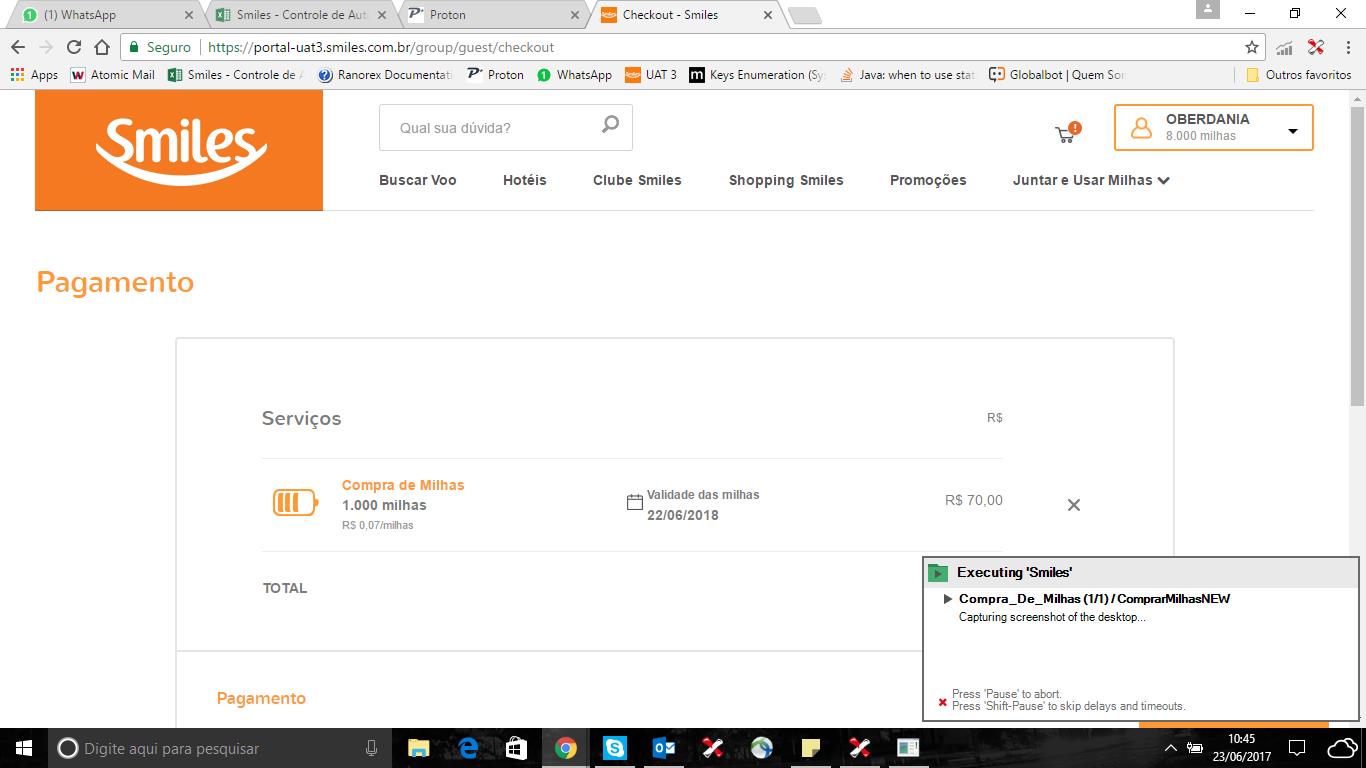 (1) WhatsApp
Smiles - Controle de Aut
Proton
Checkout - Smiles
Seguro
https://portal-uat3.smiles.com.br/group/guest/checkout
Apps
Atomic Mail
Smiles - Controle de A
Ranorex Documentati
Proton
WhatsApp
UAT 3
Keys Enumeration (Sy
Java: when to use stat
Globalbot | Quem Son
Outros favoritos
Smiles
Qual sua dúvida?
!
OBERDANIA
8.000 milhas
Buscar Voo
Hotéis
Clube Smiles
Shopping Smiles
Promoções
Juntar e Usar Milhas
Pagamento
Serviços
R$
Compra de Milhas
1.000 milhas
R$ 0,07/milhas
Validade das milhas
22/06/2018
R$ 70,00
TOTAL
Pagamento
Executing 'Smiles'
Compra_De_Milhas (1/1) / ComprarMilhasNEW
Capturing screenshot of the desktop...
Press 'Pause' to abort.
Press 'Shift-Pause' to skip delays and timeouts.
Digite aqui para pesquisar
10:45
23/06/2017